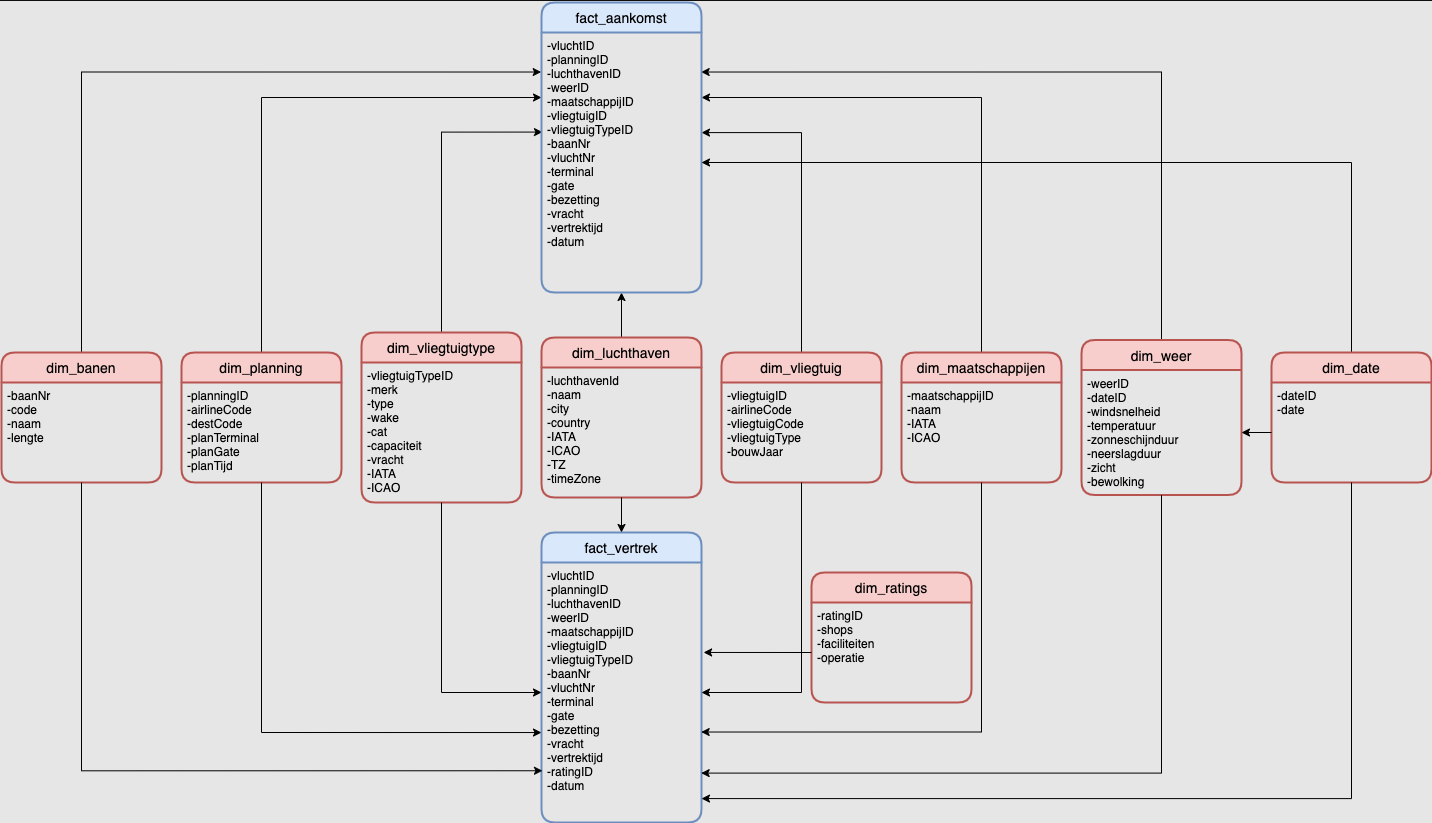 fact_aankomst
-vluchtID
-planningID
-luchthavenID
-weerID
-maatschappijID
-vliegtuigID
-vliegtuigTypeID
-baanNr
-vluchtNr
-terminal
-gate
-bezetting
-vracht
-vertrektijd
-datum
dim_banen
-baanNr
-code
-naam
-lengte
dim_planning
-planningID
-airlineCode
-destCode
-planTerminal
-planGate
-planTijd
dim_vliegtuigtype
-vliegtuigTypeID
-merk
-type
-wake
-cat
-capaciteit
-vracht
-IATA
-ICAO
dim_luchthaven
-luchthavenId
-naam
-city
-country
-IATA
-ICAO
-TZ
-timeZone
dim_vliegtuig
-vliegtuigID
-airlineCode
-vliegtuigCode
-vliegtuigType
-bouwJaar
dim_maatschappijen
-maatschappijID
-naam
-IATA
-ICAO
dim_weer
-weerID
-dateID
-windsnelheid
-temperatuur
-zonneschijnduur
-neerslagduur
-zicht
-bewolking
dim_date
-dateID
-date
fact_vertrek
-vluchtID
-planningID
-luchthavenID
-weerID
-maatschappijID
-vliegtuigID
-vliegtuigTypeID
-baanNr
-vluchtNr
-terminal
-gate
-bezetting
-vracht
-vertrektijd
-ratingID
-datum
dim_ratings
-ratingID
-shops
-faciliteiten
-operatie